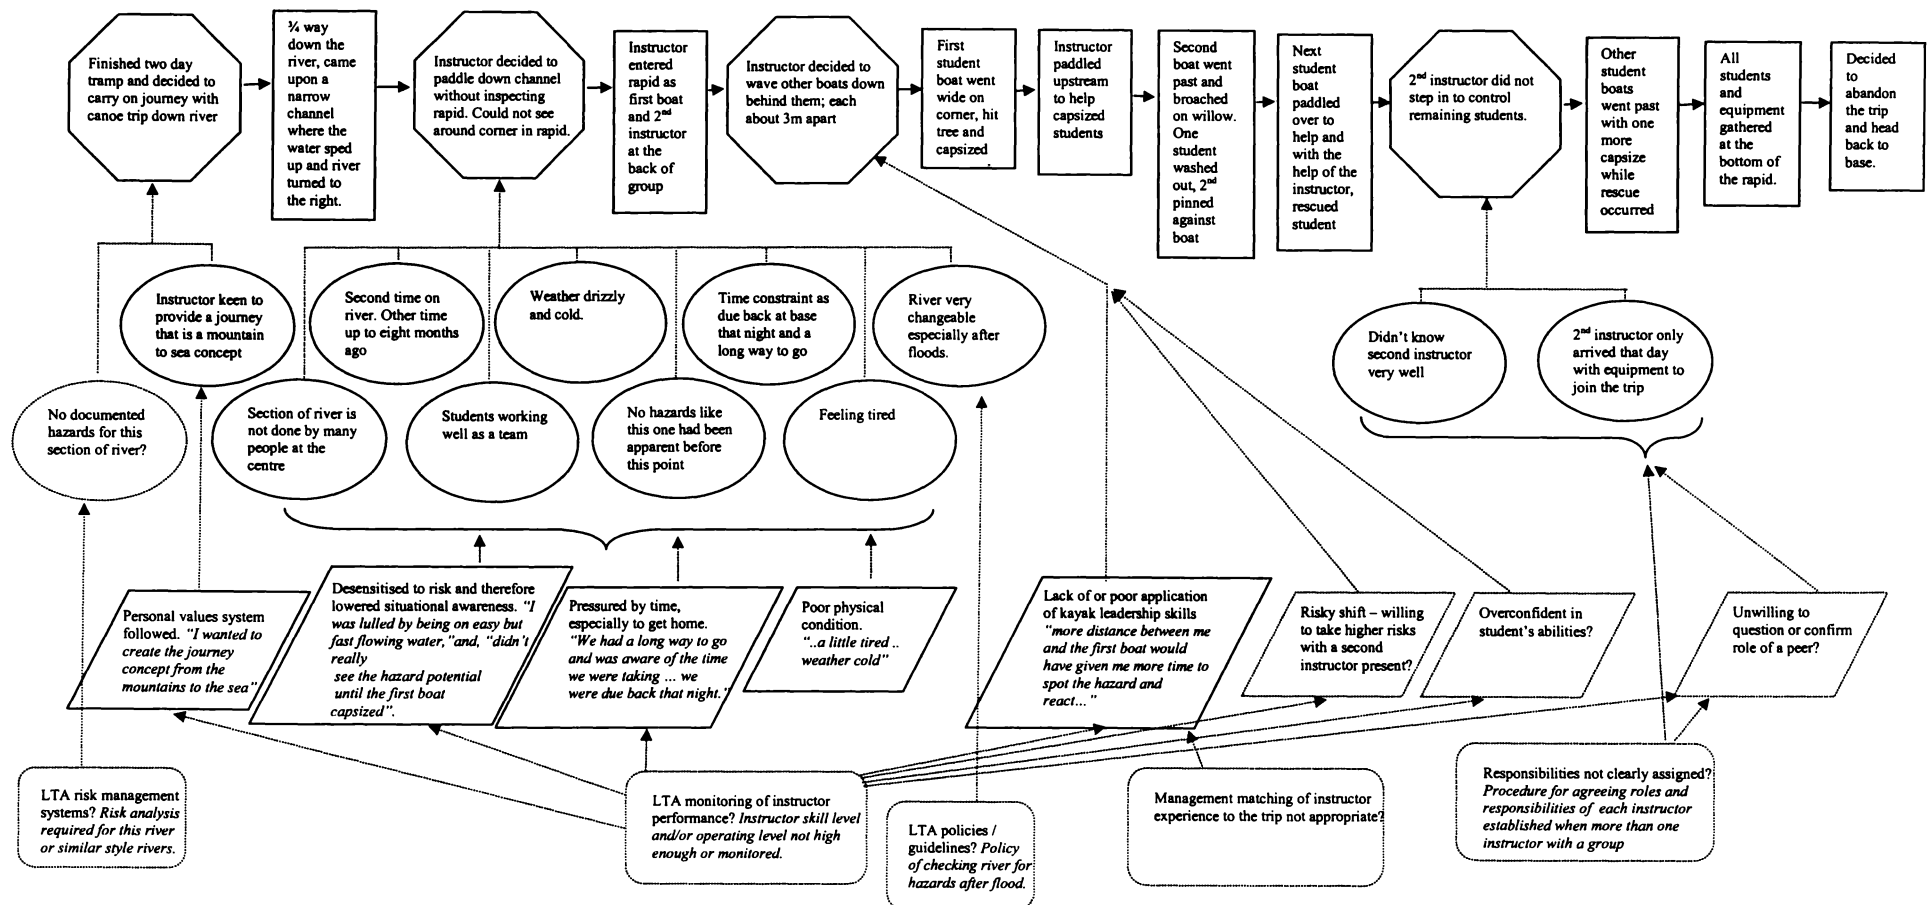 Finished two day
tramp and decided to
carry on journey with
canoe trip down river
¾ way
down the
river, came
upon a
narrow
channel
where the
water sped
up and river
turned to
the right.
Instructor decided to
paddle down channel
without inspecting
rapid. Could not see
around corner in rapid.
Instructor
entered
rapid as
first boat
and 2nd
instructor
at the
back of
group
Instructor decided to
wave other boats down
behind them; each
about 3m apart
First
student
boat went
wide on
corner, hit
tree and
capsized
Instructor
paddled
upstream
to help
capsized
students
Second
boat went
past and
broached
on willow.
One
student
washed
out, 2nd
pinned
against
boat
Next
student
boat
paddled
over to
help and
with the
help of the
instructor,
rescued
student
2nd instructor did not
step in to control
remaining students.
Other
student
boats
went past
with one
more
capsize
while
rescue
occurred
All
students
and
equipment
gathered
at the
bottom of
the rapid.
Decided
to
abandon
the trip
and head
back to
base.
Instructor keen to
provide a journey
that is a mountain
to sea concept
Second time on
river. Other time
up to eight months
ago
Weather drizzly
and cold.
Time constraint as
due back at base
that night and a
long way to go
River very
changeable
especially after
floods.
Didn't know
second instructor
very well
2nd instructor only
arrived that day
with equipment to
join the trip
No documented
hazards for this
section of river?
Section of river is
not done by many
people at the
centre
Students working
well as a team
No hazards like
this one had been
apparent before
this point
Feeling tired
Personal values system
followed. "I wanted to
create the journey
concept from the
mountains to the sea"
Desensitised to risk and therefore
lowered situational awareness. "I
was lulled by being on easy but
fast flowing water,"and, "didn't
really
see the hazard potential
until the first boat
capsized".
Pressured by time,
especially to get home.
"We had a long way to go
and was aware of the time
we were taking ... we
were due back that night."
Poor physical
condition.
"..a little tired ..
weather cold"
Lack of or poor application
of kayak leadership skills
"more distance between me
and the first boat would
have given me more time to
spot the hazard and
react..."
Risky shift – willing
to take higher risks
with a second
instructor present?
Overconfident in
student's abilities?
Unwilling to
question or confirm
role of a peer?
LTA risk management
systems? Risk analysis
required for this river
or similar style rivers.
LTA monitoring of instructor
performance? Instructor skill level
and/or operating level not high
enough or monitored.
LTA policies /
guidelines? Policy
of checking river for
hazards after flood.
Management matching of instructor
experience to the trip not appropriate?
Responsibilities not clearly assigned?
Procedure for agreeing roles and
responsibilities of each instructor
established when more than one
instructor with a group